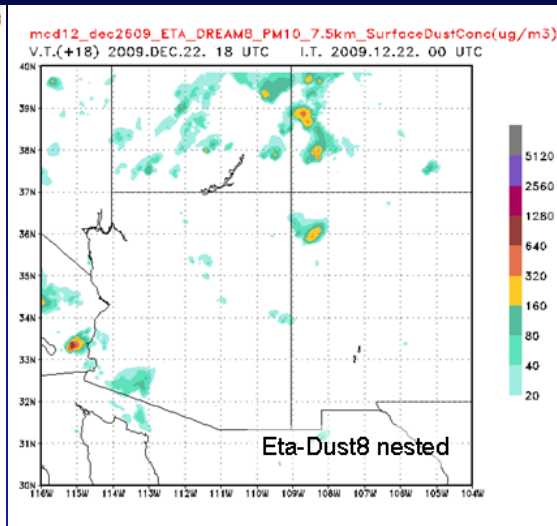 mcd12_dec2609_ETA_DREAM8_PM10_7.5km_SurfaceDustConc(ug/m3)
V.T.(+18) 2009.DEC.22. 18 UTC I.T. 2009.12.22. 00 UTC
40N
39N
38N
37N
36N
35N
34N
33N
32N
31N
30N
116W 115W 114W 113W 112W 111W 110W 109W 108W 107W 106W 105W 104W
5120
2560
1280
640
320
160
80
40
20
Eta-Dust8 nested